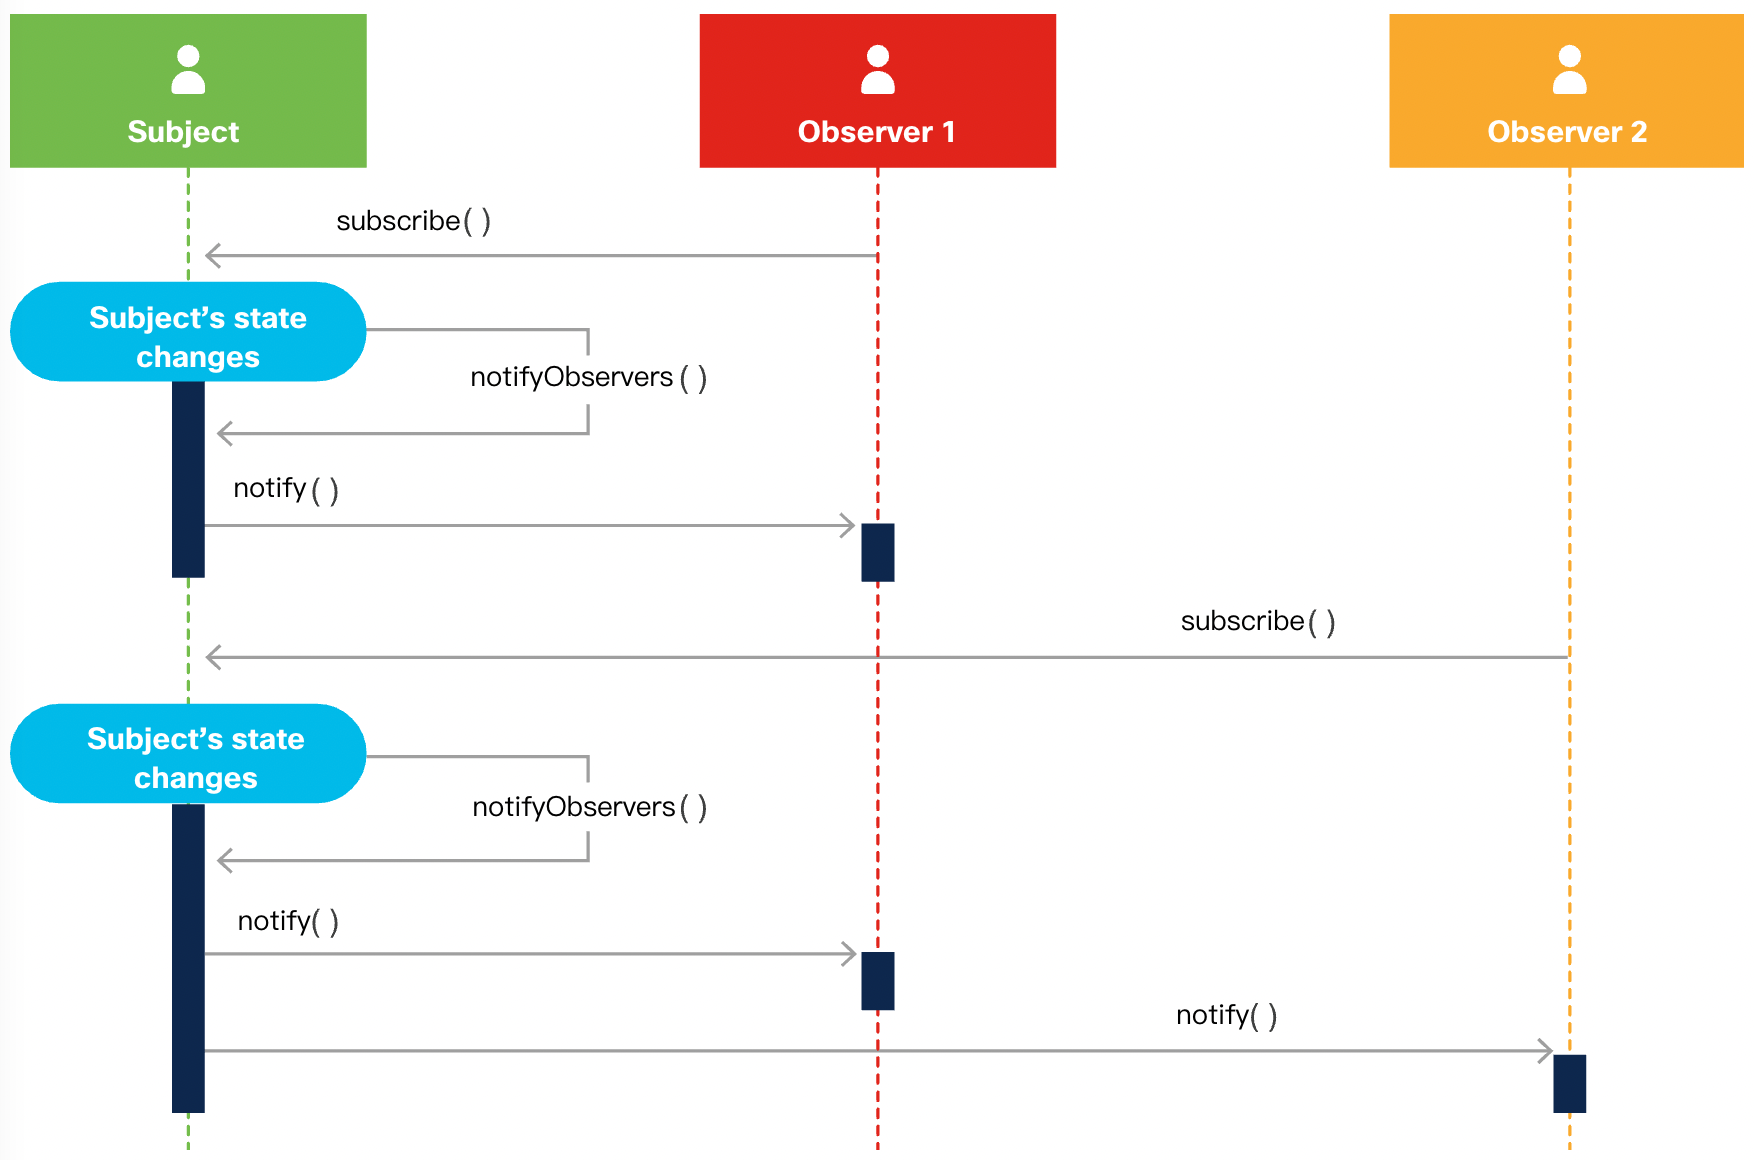 Subject
Observer 1
Observer 2
subscribe( )
Subject’s state
changes
notifyObservers ( )
notify ( )
subscribe( )
Subject’s state
changes
notifyObservers ( )
notify( )
notify( )